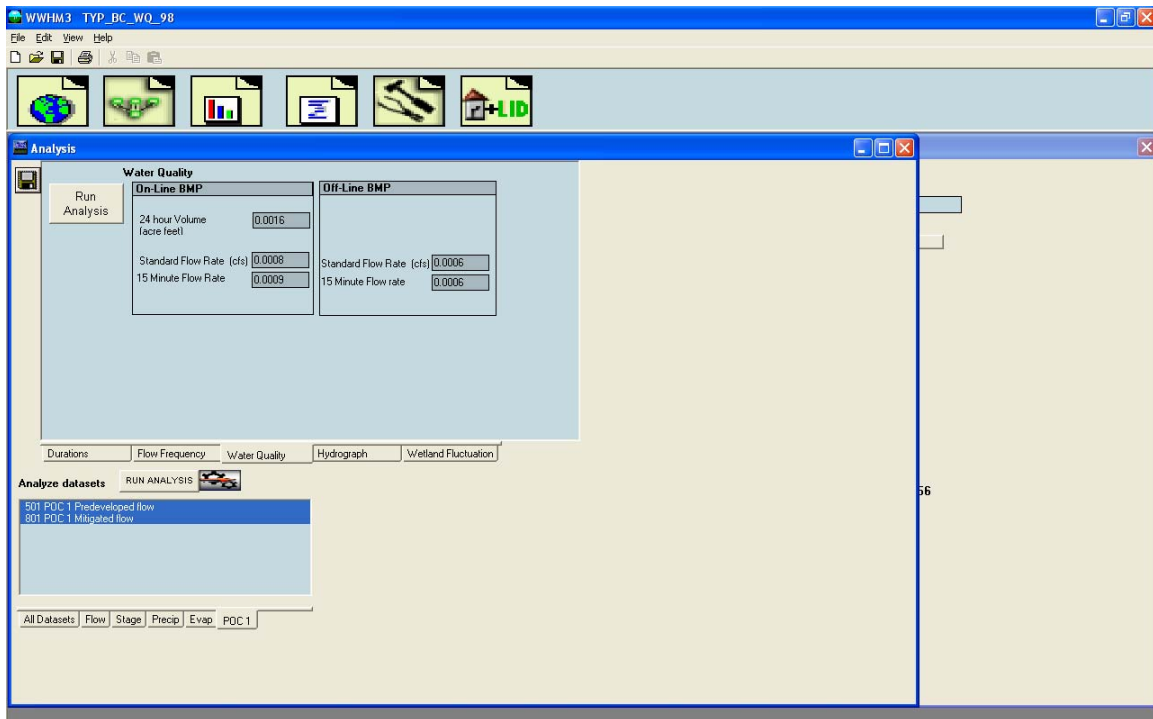 WWHM3 TYP_BC_WQ_98
File Edit View Help
+LID
Analysis
Water Quality
Run
Analysis
On-Line BMP
24 hour Volume
(acre feet)
0.0016
Standard Flow Rate (cfs) 0.0008
15 Minute Flow Rate 0.0009
Off-Line BMP
Standard Flow Rate (cfs) 0.0006
15 Minute Flow rate 0.0006
Durations Flow Frequency Water Quality Hydrograph Wetland Fluctuation
Analyze datasets RUN ANALYSIS
501 POC 1 Predeveloped flow
801 POC 1 Mitigated flow
56
All Datasets Flow Stage Precip Evap POC 1